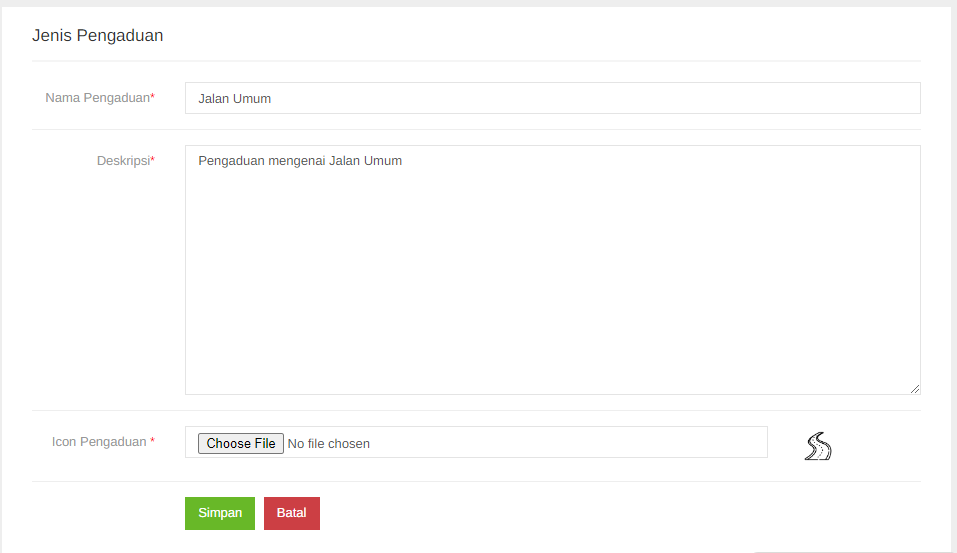 Jenis Pengaduan
Nama Pengaduan*
Jalan Umum
Deskripsi*
Pengaduan mengenai Jalan Umum
Icon Pengaduan *
Choose File No file chosen
Simpan Batal